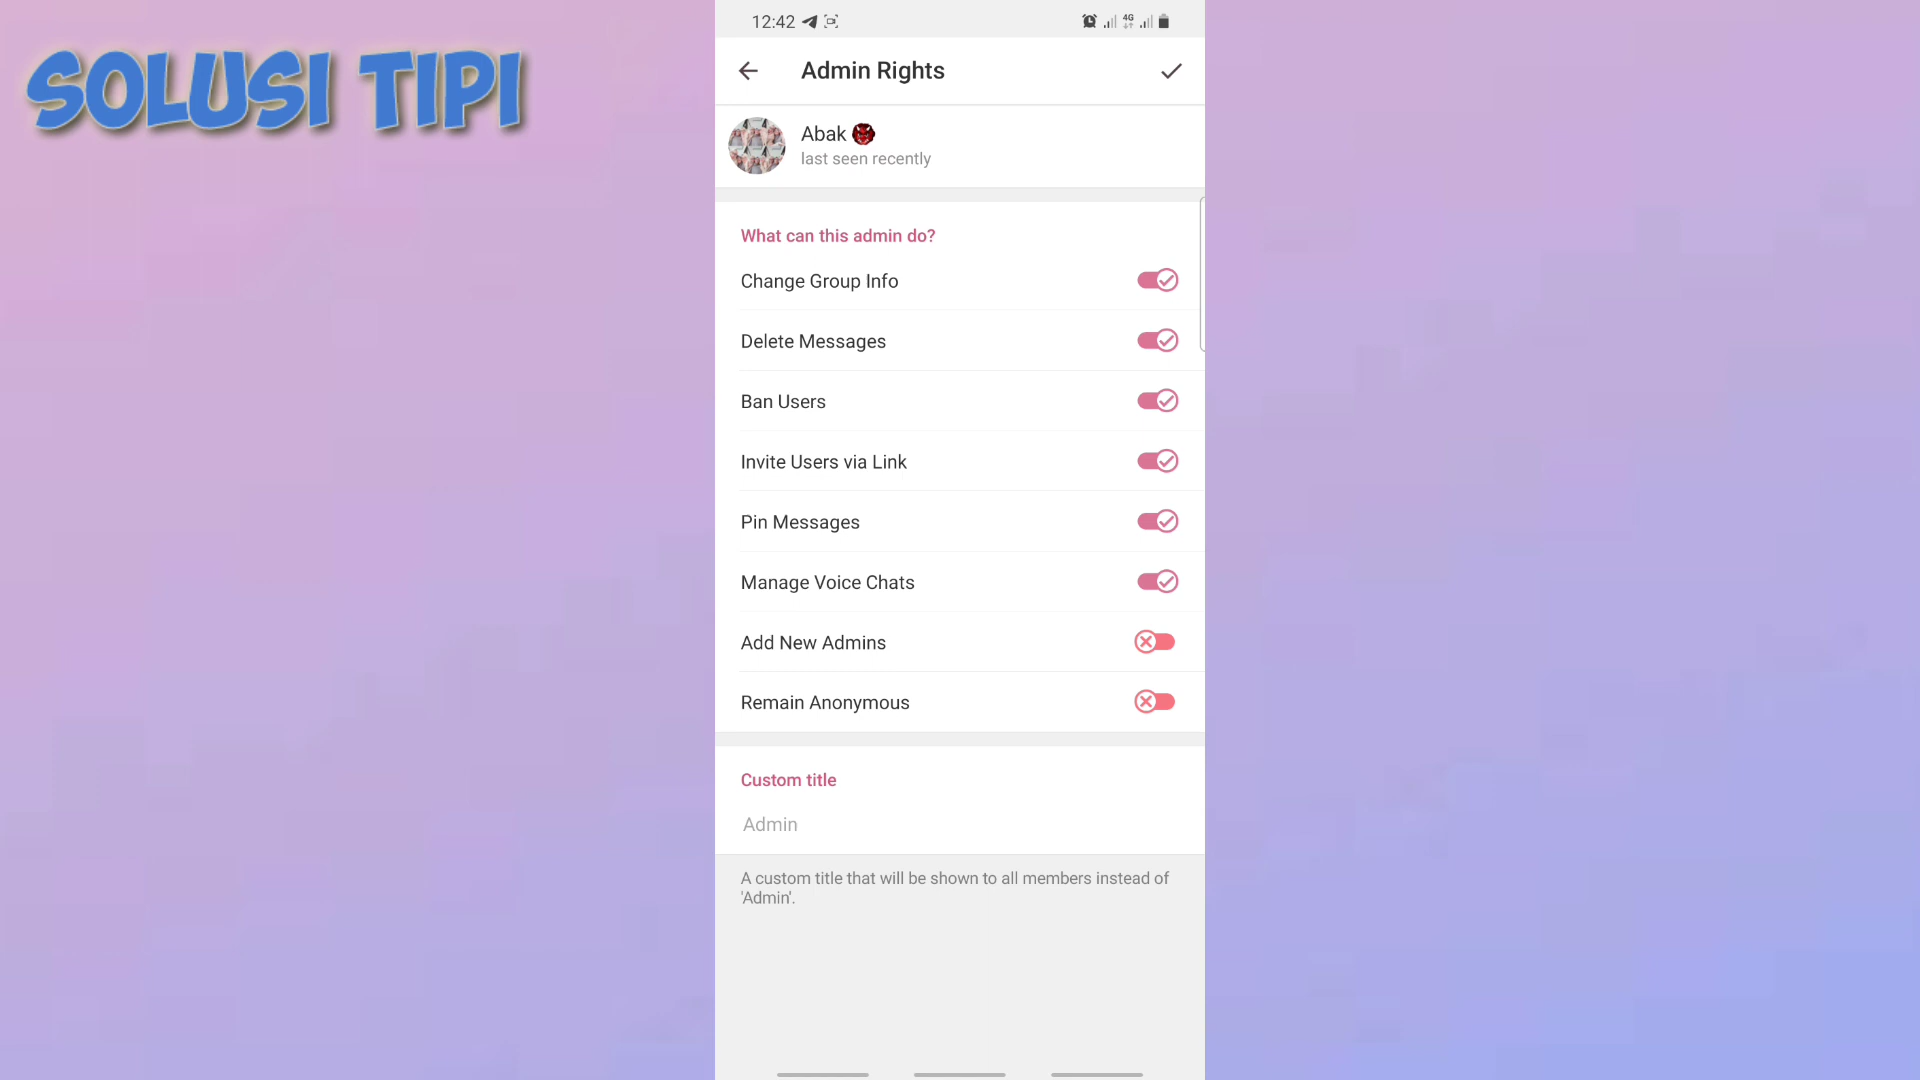 SOLUSI TIPI
12:42
4G
Admin Rights
Abak
last seen recently
What can this admin do?
Change Group Info
Delete Messages
Ban Users
Invite Users via Link
Pin Messages
Manage Voice Chats
Add New Admins
Remain Anonymous
Custom title
Admin
A custom title that will be shown to all members instead of
'Admin'.